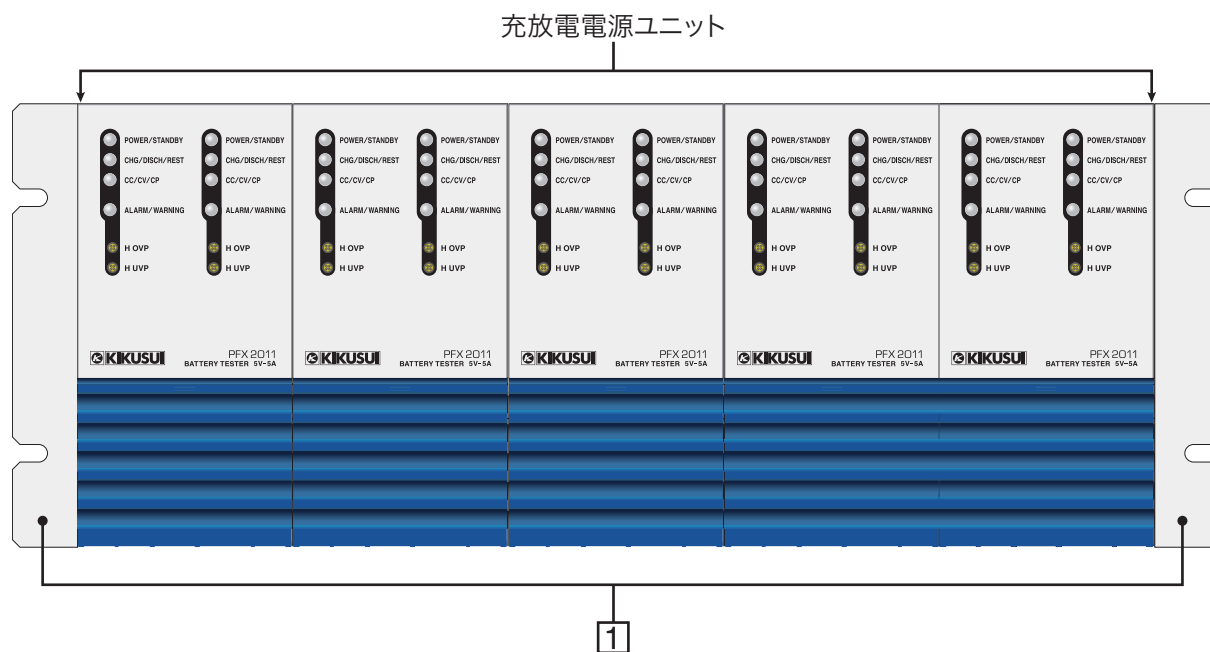 充放電電源ユニット
POWER/STANDBY POWER/STANDBY POWER/STANDBY POWER/STANDBY POWER/STANDBY POWER/STANDBY POWER/STANDBY POWER/STANDBY POWER/STANDBY POWER/STANDBY
CHG/DISCH/REST CHG/DISCH/REST CHG/DISCH/REST CHG/DISCH/REST CHG/DISCH/REST CHG/DISCH/REST CHG/DISCH/REST CHG/DISCH/REST CHG/DISCH/REST CHG/DISCH/REST
CC/CV/CP CC/CV/CP CC/CV/CP CC/CV/CP CC/CV/CP CC/CV/CP CC/CV/CP CC/CV/CP CC/CV/CP CC/CV/CP
ALARM/WARNING ALARM/WARNING ALARM/WARNING ALARM/WARNING ALARM/WARNING ALARM/WARNING ALARM/WARNING ALARM/WARNING ALARM/WARNING ALARM/WARNING
H OVP H OVP H OVP H OVP H OVP H OVP H OVP H OVP H OVP H OVP
H UVP H UVP H UVP H UVP H UVP H UVP H UVP H UVP H UVP H UVP
KIKUSUI PFX 2011 KIKUSUI PFX 2011 KIKUSUI PFX 2011 KIKUSUI PFX 2011 KIKUSUI PFX 2011
BATTERY TESTER 5V-5A BATTERY TESTER 5V-5A BATTERY TESTER 5V-5A BATTERY TESTER 5V-5A BATTERY TESTER 5V-5A
1